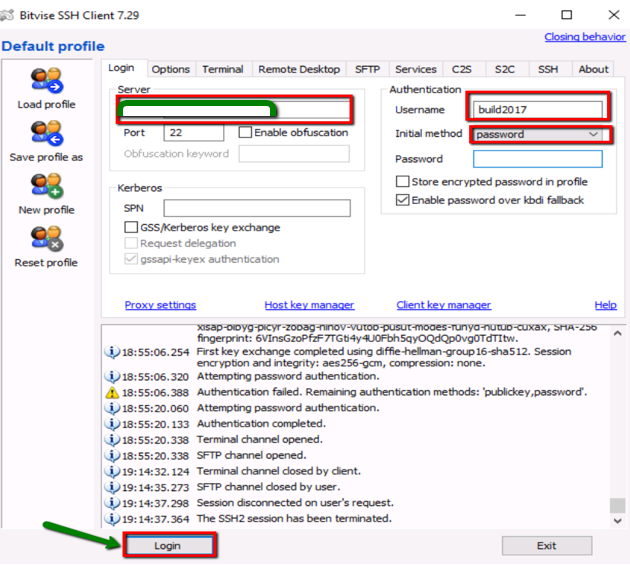 Bitvise SSH Client 7.29
Default profile
Closing behavior
Load profile
Save profile as
New profile
Reset profile
Login Options Terminal Remote Desktop SFTP Services C2S S2C SSH About
Server
Port 22 Enable obfuscation
Obfuscation keyword
Kerberos
SPN
GSS/Kerberos key exchange
Request delegation
gssapi-keyex authentication
Authentication
Username build2017
Initial method password
Password
Store encrypted password in profile
Enable password over kbdi fallback
Proxy settings Host key manager Client key manager Help
SHA-256
fingerprint: 6VInsGzoPfzF7TGti4y4U0Fbh5qyOQdQp0vg0TdTItw.
18:55:06.254 First key exchange completed using diffie-hellman-group16-sha512. Session
encryption and integrity: aes256-gcm, compression: none.
18:55:06.320 Attempting password authentication.
18:55:06.388 Authentication failed. Remaining authentication methods: 'publickey,password'.
18:55:20.060 Attempting password authentication.
18:55:20.133 Authentication completed.
18:55:20.338 Terminal channel opened.
18:55:20.338 SFTP channel opened.
19:14:32.124 Terminal channel closed by client.
19:14:35.273 SFTP channel closed by user.
19:14:37.298 Session disconnected on user's request.
19:14:37.364 The SSH2 session has been terminated.
Login Exit